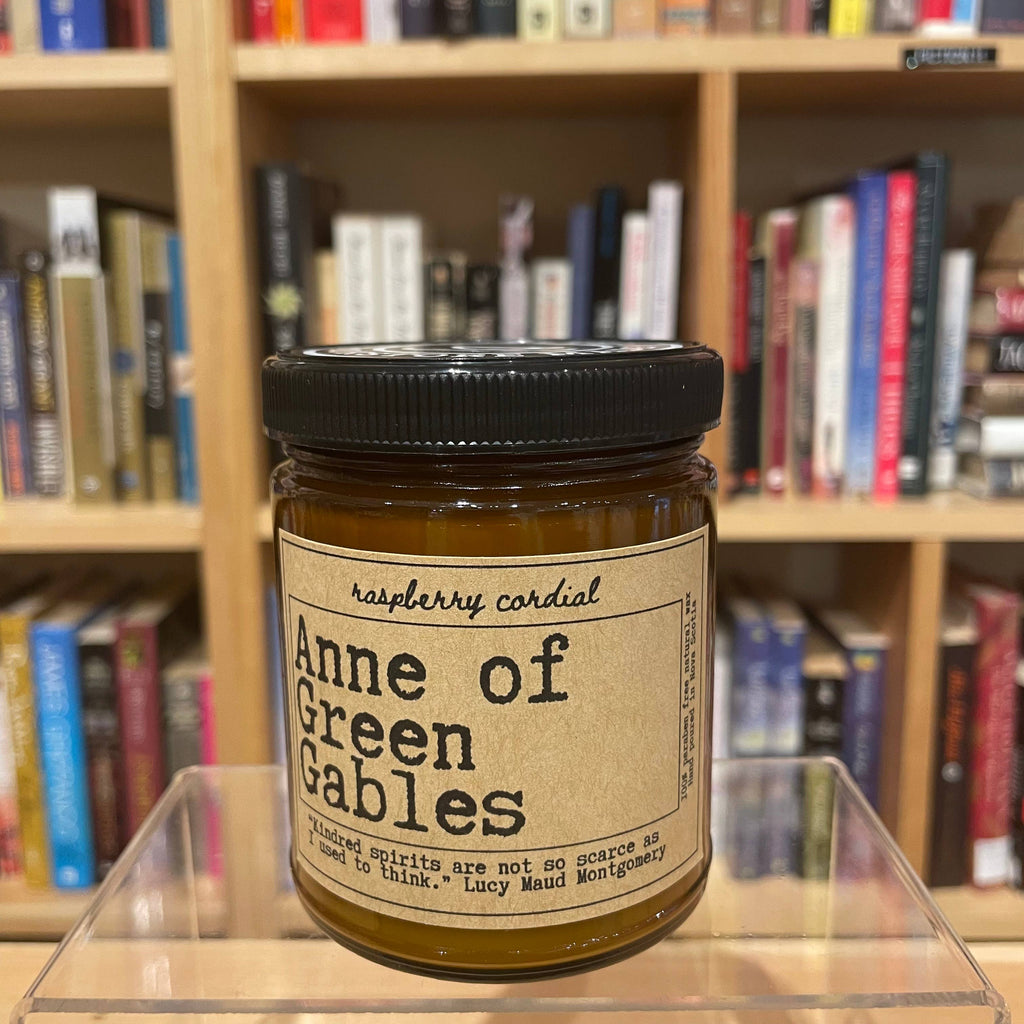 raspberry cordial
Anne of
Green
Gables
"Kindred spirits are not so scarce as
I used to think." Lucy Maud Montgomery
100% paraben free natural wax
Hand poured in Nova Scotia